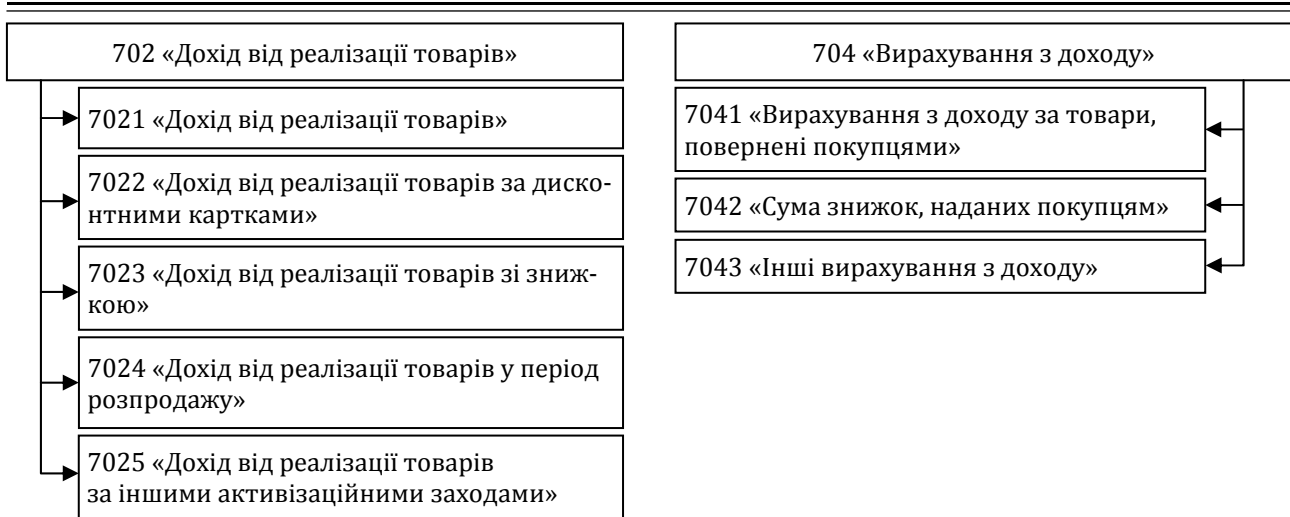 702 «Дохід від реалізації товарів»
7021 «Дохід від реалізації товарів»
7022 «Дохід від реалізації товарів за диско-
нтними картками»
7023 «Дохід від реалізації товарів зі зниж-
кою»
7024 «Дохід від реалізації товарів у період
розпродажу»
7025 «Дохід від реалізації товарів
за іншими активізаційними заходами»
704 «Вирахування з доходу»
7041 «Вирахування з доходу за товари,
повернені покупцями»
7042 «Сума знижок, наданих покупцям»
7043 «Інші вирахування з доходу»